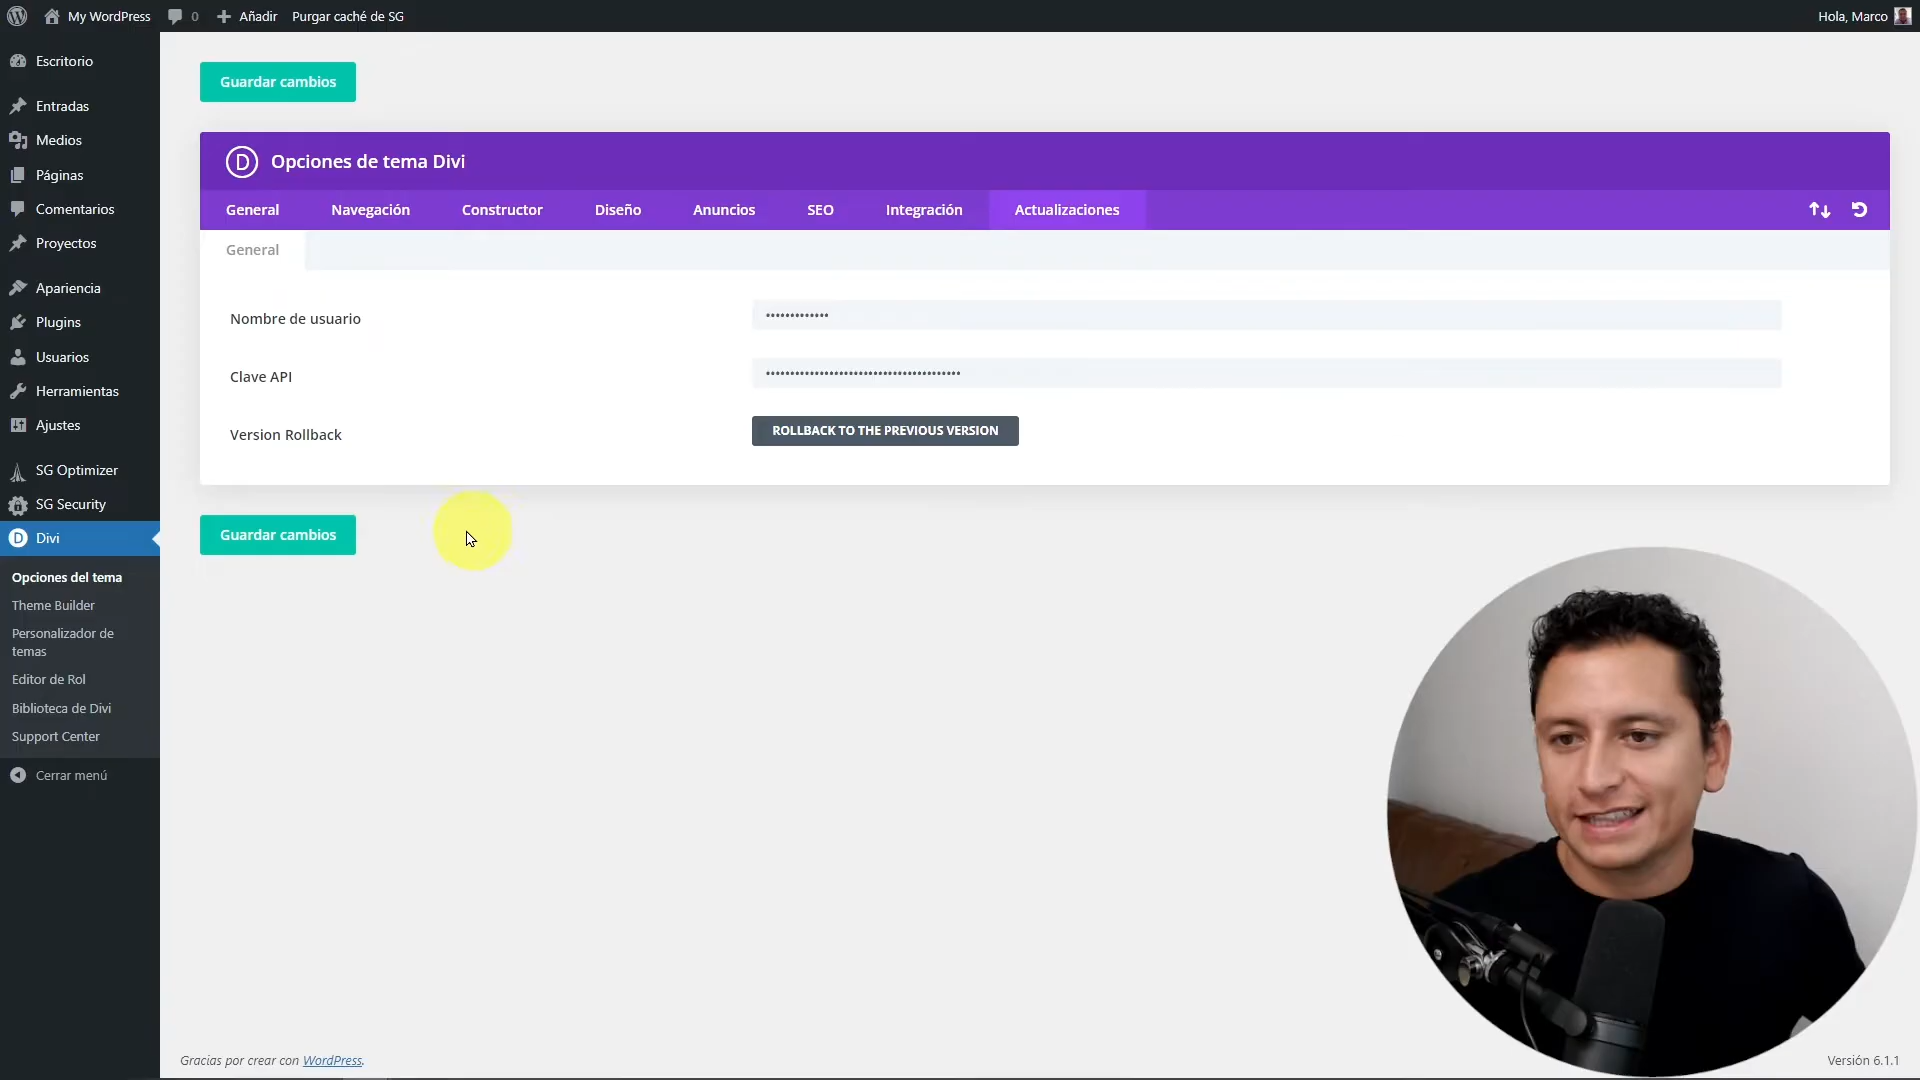 My WordPress
0
Añadir
Purgar caché de SG
Hola, Marco
Escritorio
Entradas
Medios
Páginas
Comentarios
Proyectos
Apariencia
Plugins
Usuarios
Herramientas
Ajustes
SG Optimizer
SG Security
D
Divi
Opciones del tema
Theme Builder
Personalizador de
temas
Editor de Rol
Biblioteca de Divi
Support Center
Cerrar menú
Guardar cambios
D
Opciones de tema Divi
General
Navegación
Constructor
Diseño
Anuncios
SEO
Integración
Actualizaciones
General
Nombre de usuario
Clave API
Version Rollback
ROLLBACK TO THE PREVIOUS VERSION
Guardar cambios
Gracias por crear con WordPress.
Versión 6.1.1